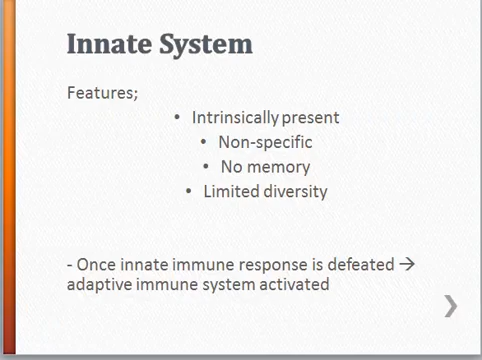 Innate System
Features;
• Intrinsically present
• Non-specific
• No memory
• Limited diversity
- Once innate immune response is defeated →
adaptive immune system activated